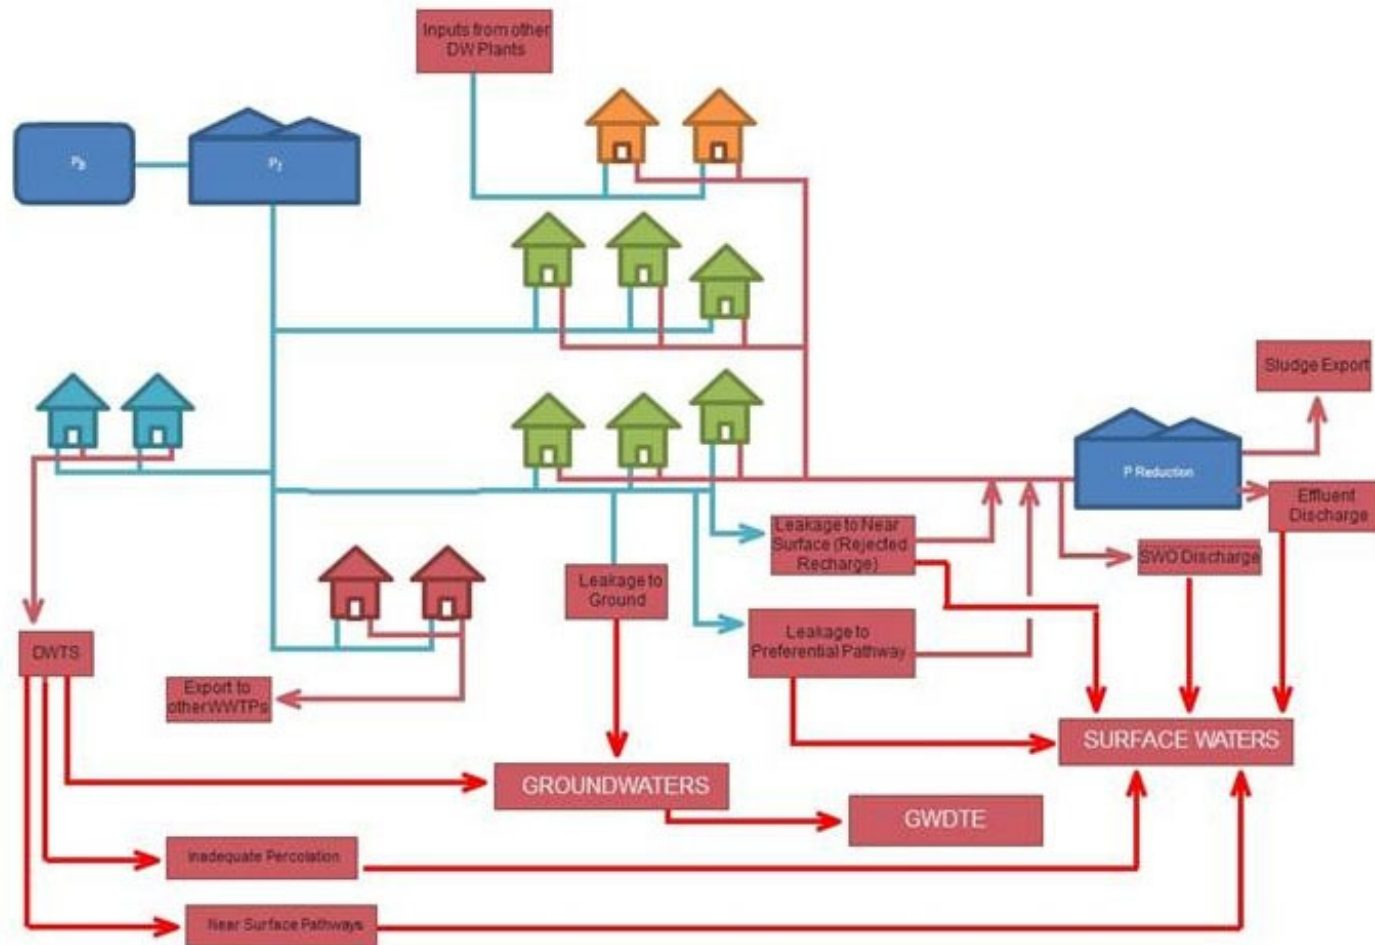 Inputs from other
DW Plants
Sludge Export
P Reduction
Effluent
Discharge
Leakage to Near
Surface (Rejected
Recharge)
SWO Discharge
Leakage to
Ground
Leakage to
Preferential Pathway
DWTS
Export to
other WWTPs
SURFACE WATERS
GROUNDWATERS
GWDTE
Inadequate Percolation
Near Surface Pathways